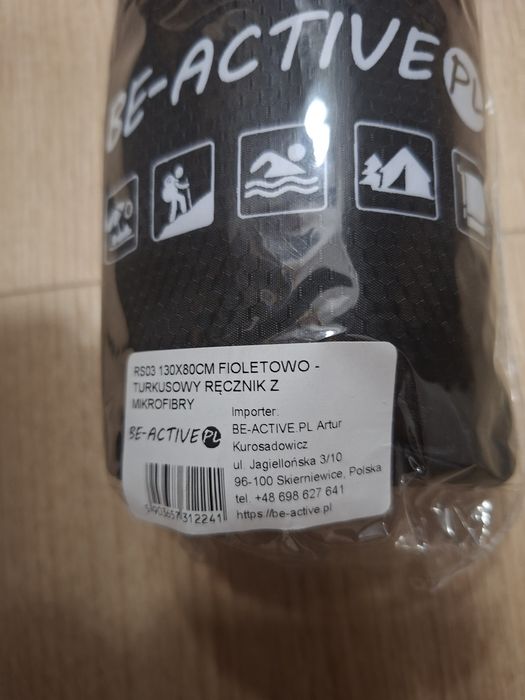 BE-ACTIVE PL
RS03 130X80CM FIOLETOWO -
TURKUSOWY RĘCZNIK Z
MIKROFIBRY
BE-ACTIVE PL
Importer.
BE-ACTIVE.PL Artur
Kurosadowicz
ul. Jagiellońska 3/10
96-100 Skierniewice, Polska
tel. +48 698 627 641
https://be-active.pl
5903657312241